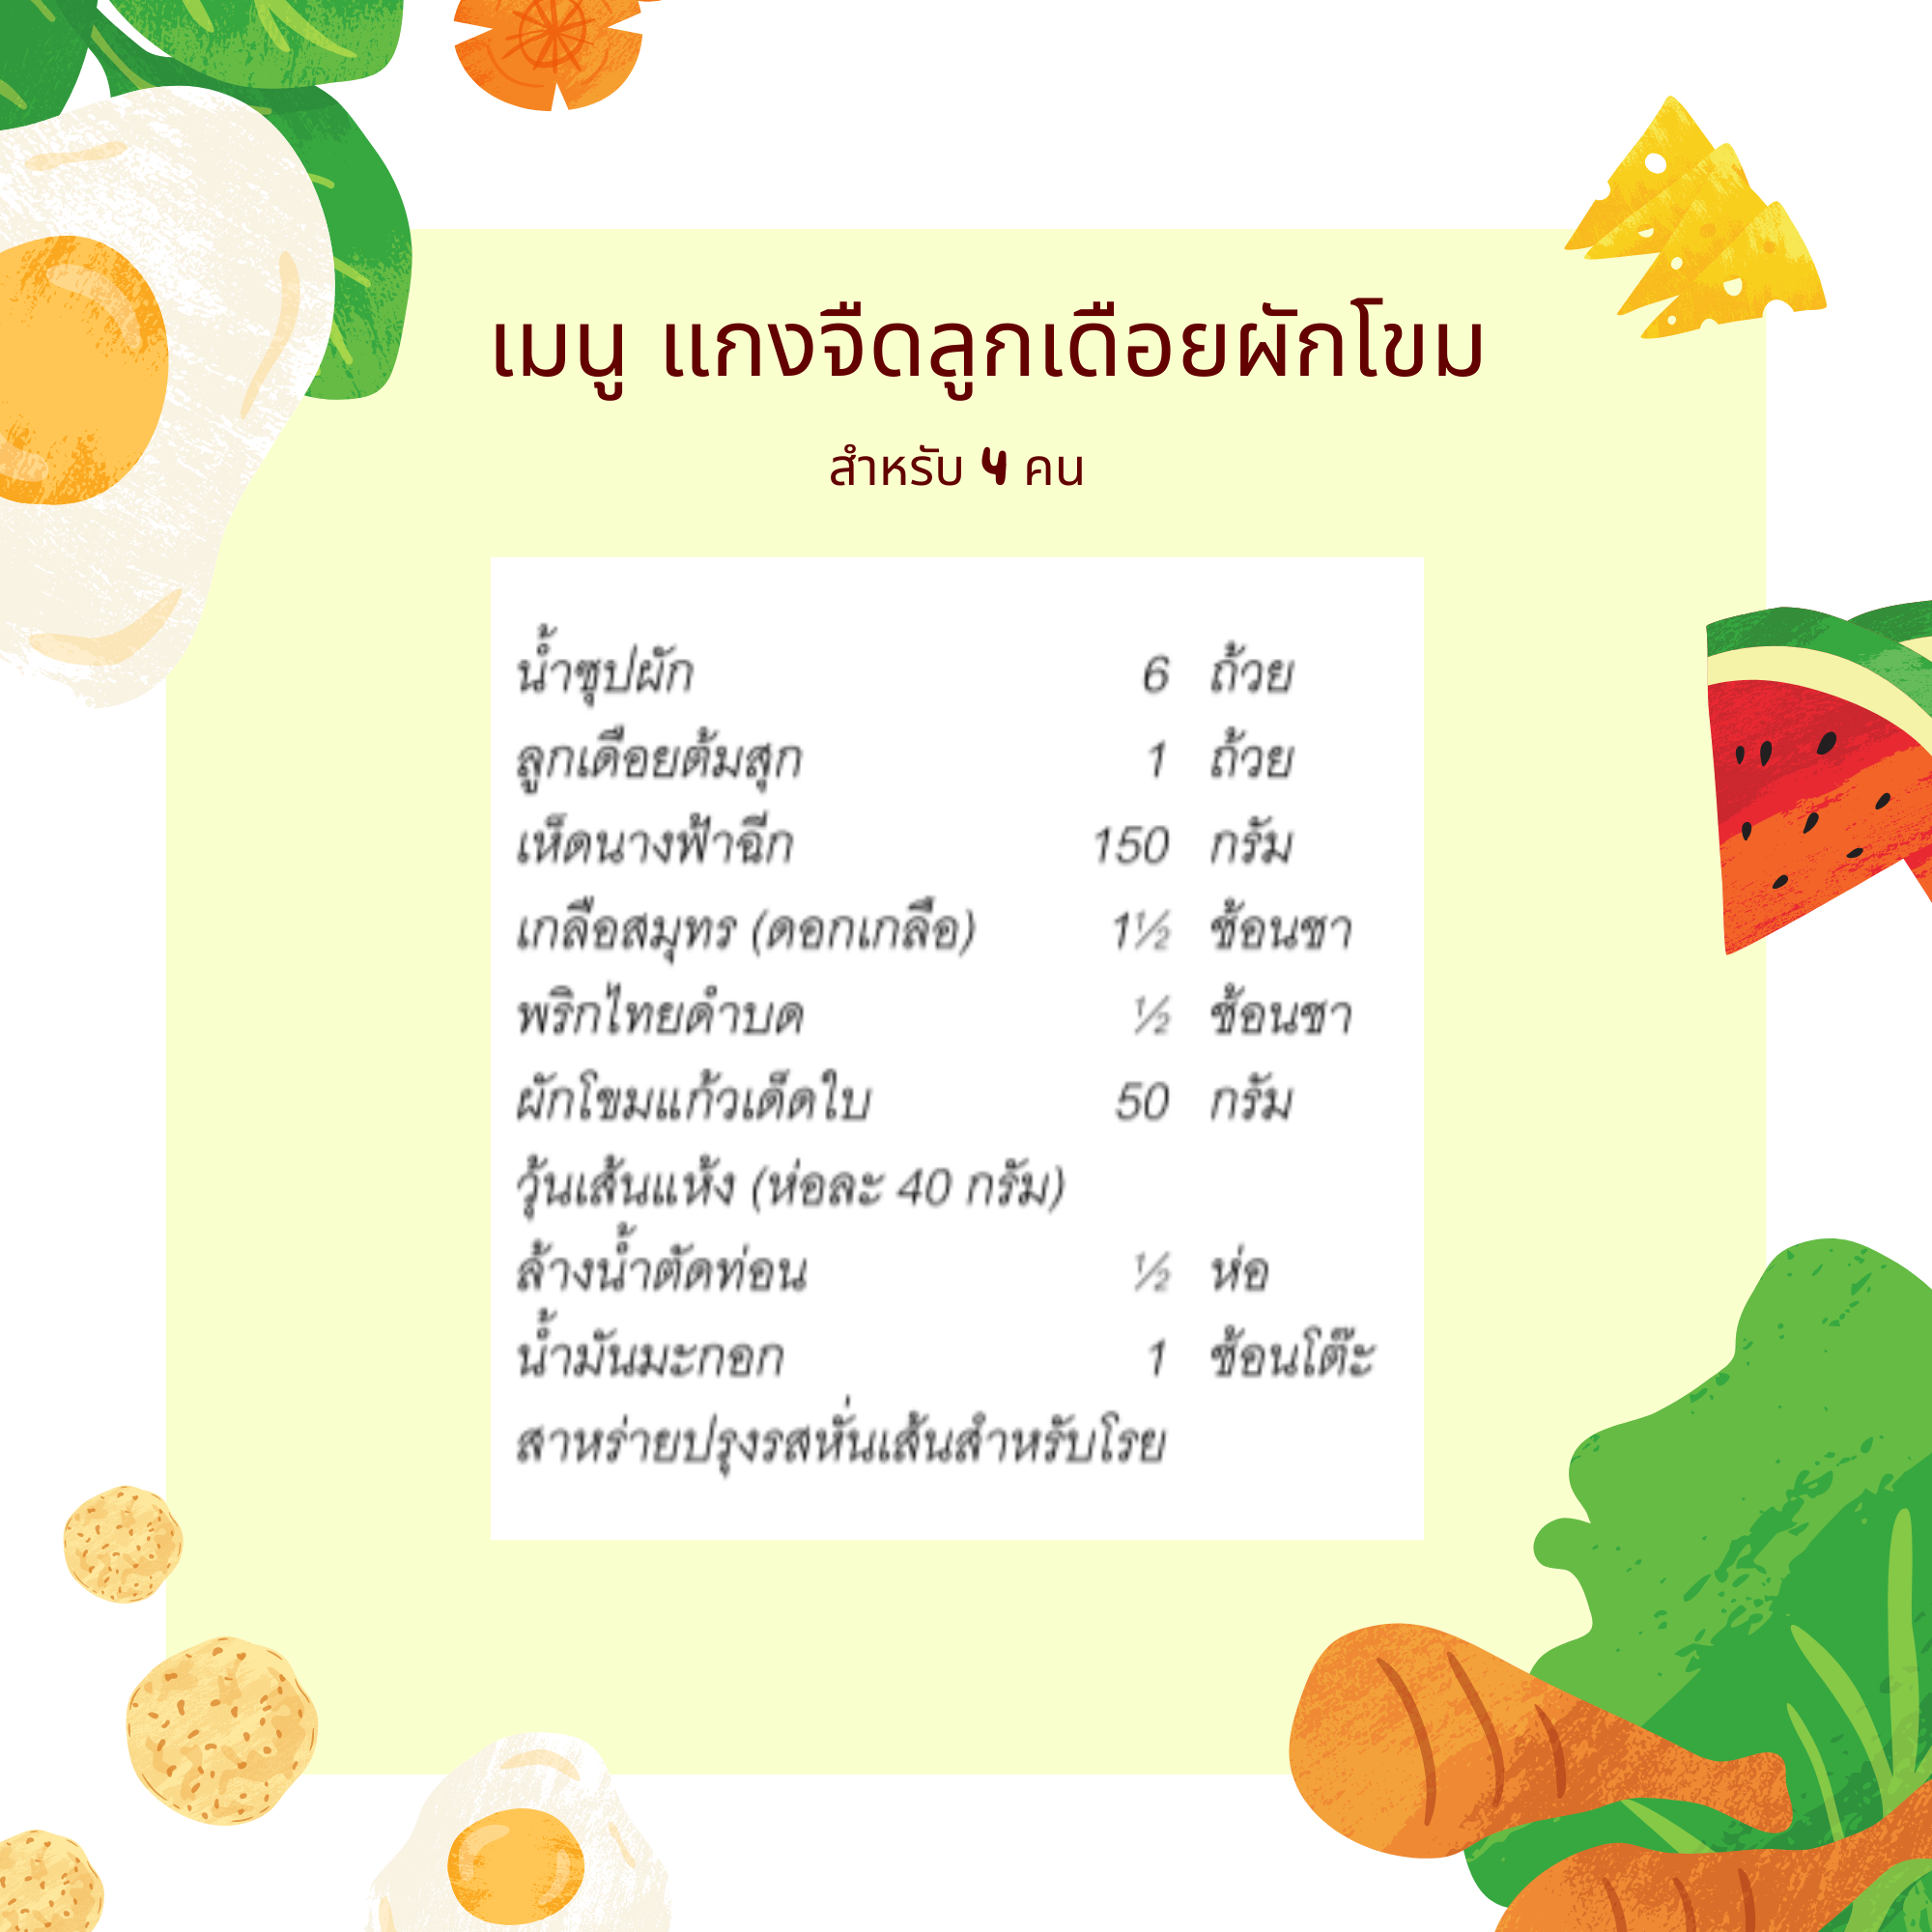 เมนู แกงจืดลูกเดือยผักโขม
สำหรับ 4 คน
น้ำซุปผัก 6 ถ้วย
ลูกเดือยต้มสุก 1 ถ้วย
เห็ดนางฟ้าฉีก 150 กรัม
เกลือสมุทร (ดอกเกลือ) 1½ ช้อนชา
พริกไทยดำบด ½ ช้อนชา
ผักโขมแก้วเด็ดใบ 50 กรัม
วุ้นเส้นแห้ง (ห่อละ 40 กรัม)
ล้างน้ำตัดท่อน ½ ห่อ
น้ำมันมะกอก 1 ช้อนโต๊ะ
สาหร่ายปรุงรสหั่นเส้นสำหรับโรย